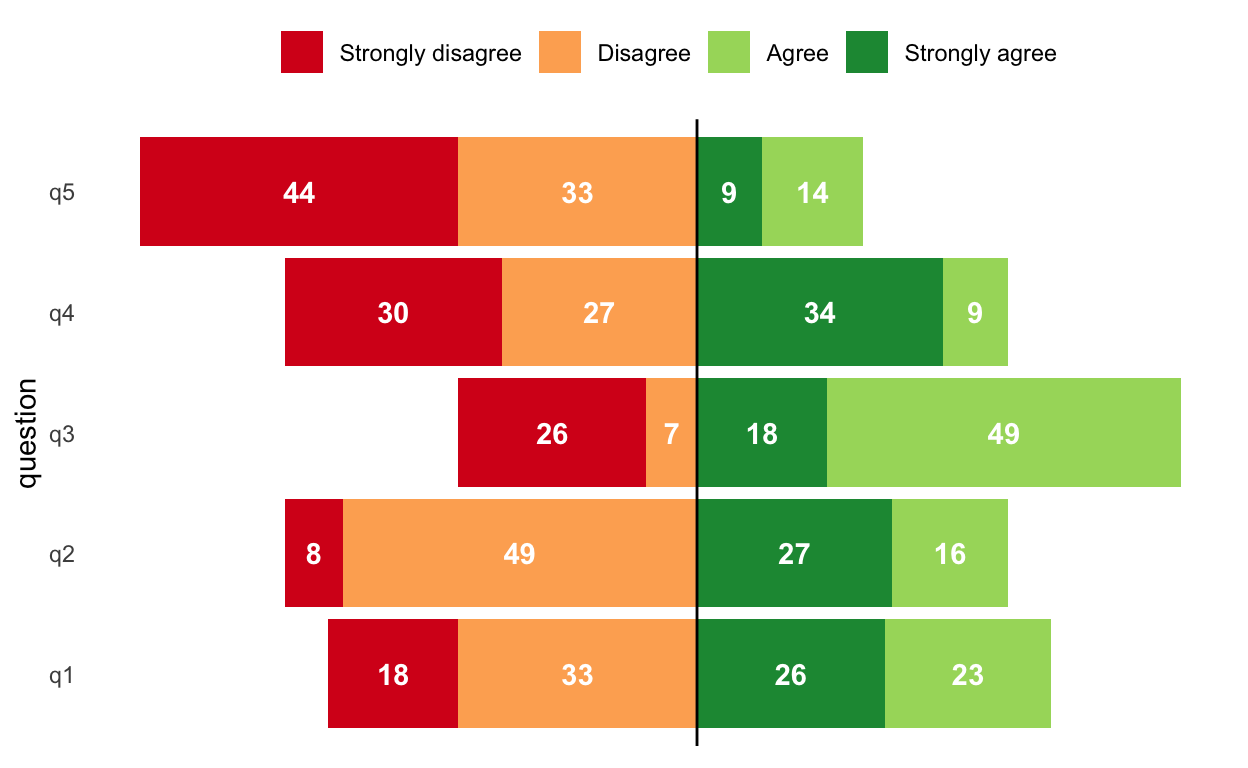 Strongly disagree Disagree Agree Strongly agree
q5 44 33 9 14
q4 30 27 34 9
question
q3 26 7 18 49
q2 8 49 27 16
q1 18 33 26 23